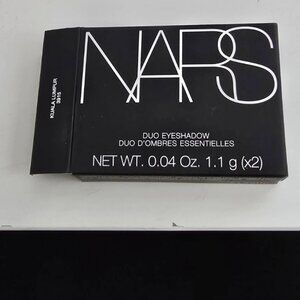 KUALA LUMPUR
3915
NARS
DUO EYESHADOW
DUO D'OMBRES ESSENTIELLES
NET WT. 0.04 Oz. 1.1 g (x2)